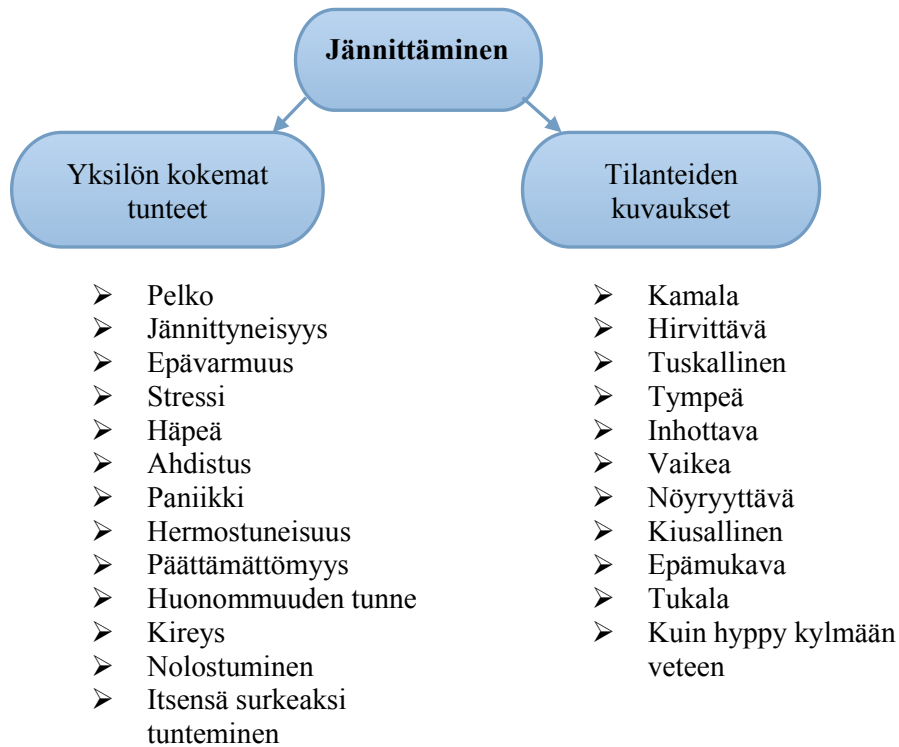 Jännittäminen
Yksilön kokemat
tunteet
Tilanteiden
kuvaukset
➢ Pelko
➢ Jännittyneisyys
➢ Epävarmuus
➢ Stressi
➢ Häpeä
➢ Ahdistus
➢ Paniikki
➢ Hermostuneisuus
➢ Päättämättömyys
➢ Huonommuuden tunne
➢ Kireys
➢ Nolostuminen
➢ Itsensä surkeaksi
tunteminen
➢ Kamala
➢ Hirvittävä
➢ Tuskallinen
➢ Tympeä
➢ Inhottava
➢ Vaikea
➢ Nöyryyttävä
➢ Kiusallinen
➢ Epämukava
➢ Tukala
➢ Kuin hyppy kylmään
veteen